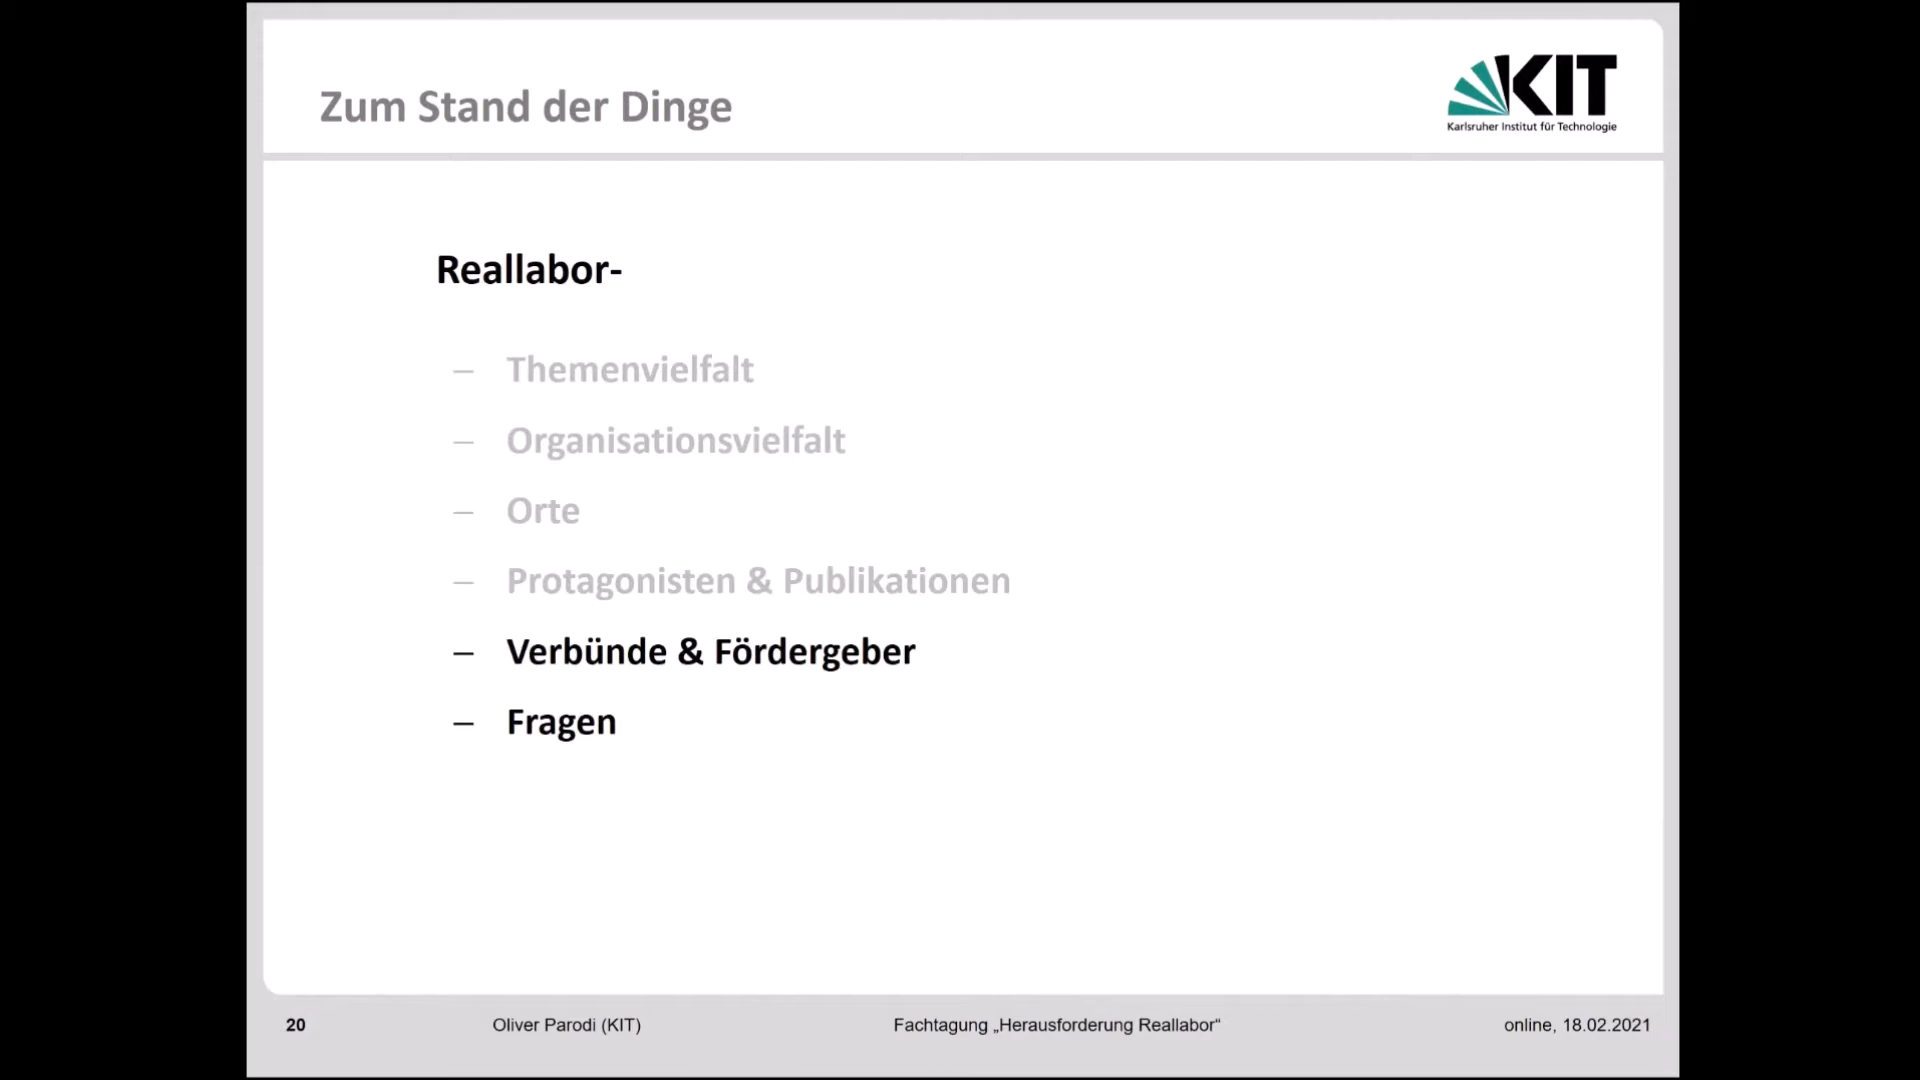 Zum Stand der Dinge
KIT
Karlsruher Institut für Technologie
Reallabor-
– Themenvielfalt
– Organisationsvielfalt
– Orte
– Protagonisten & Publikationen
– Verbünde & Fördergeber
– Fragen
20 Oliver Parodi (KIT) Fachtagung „Herausforderung Reallabor“ online, 18.02.2021